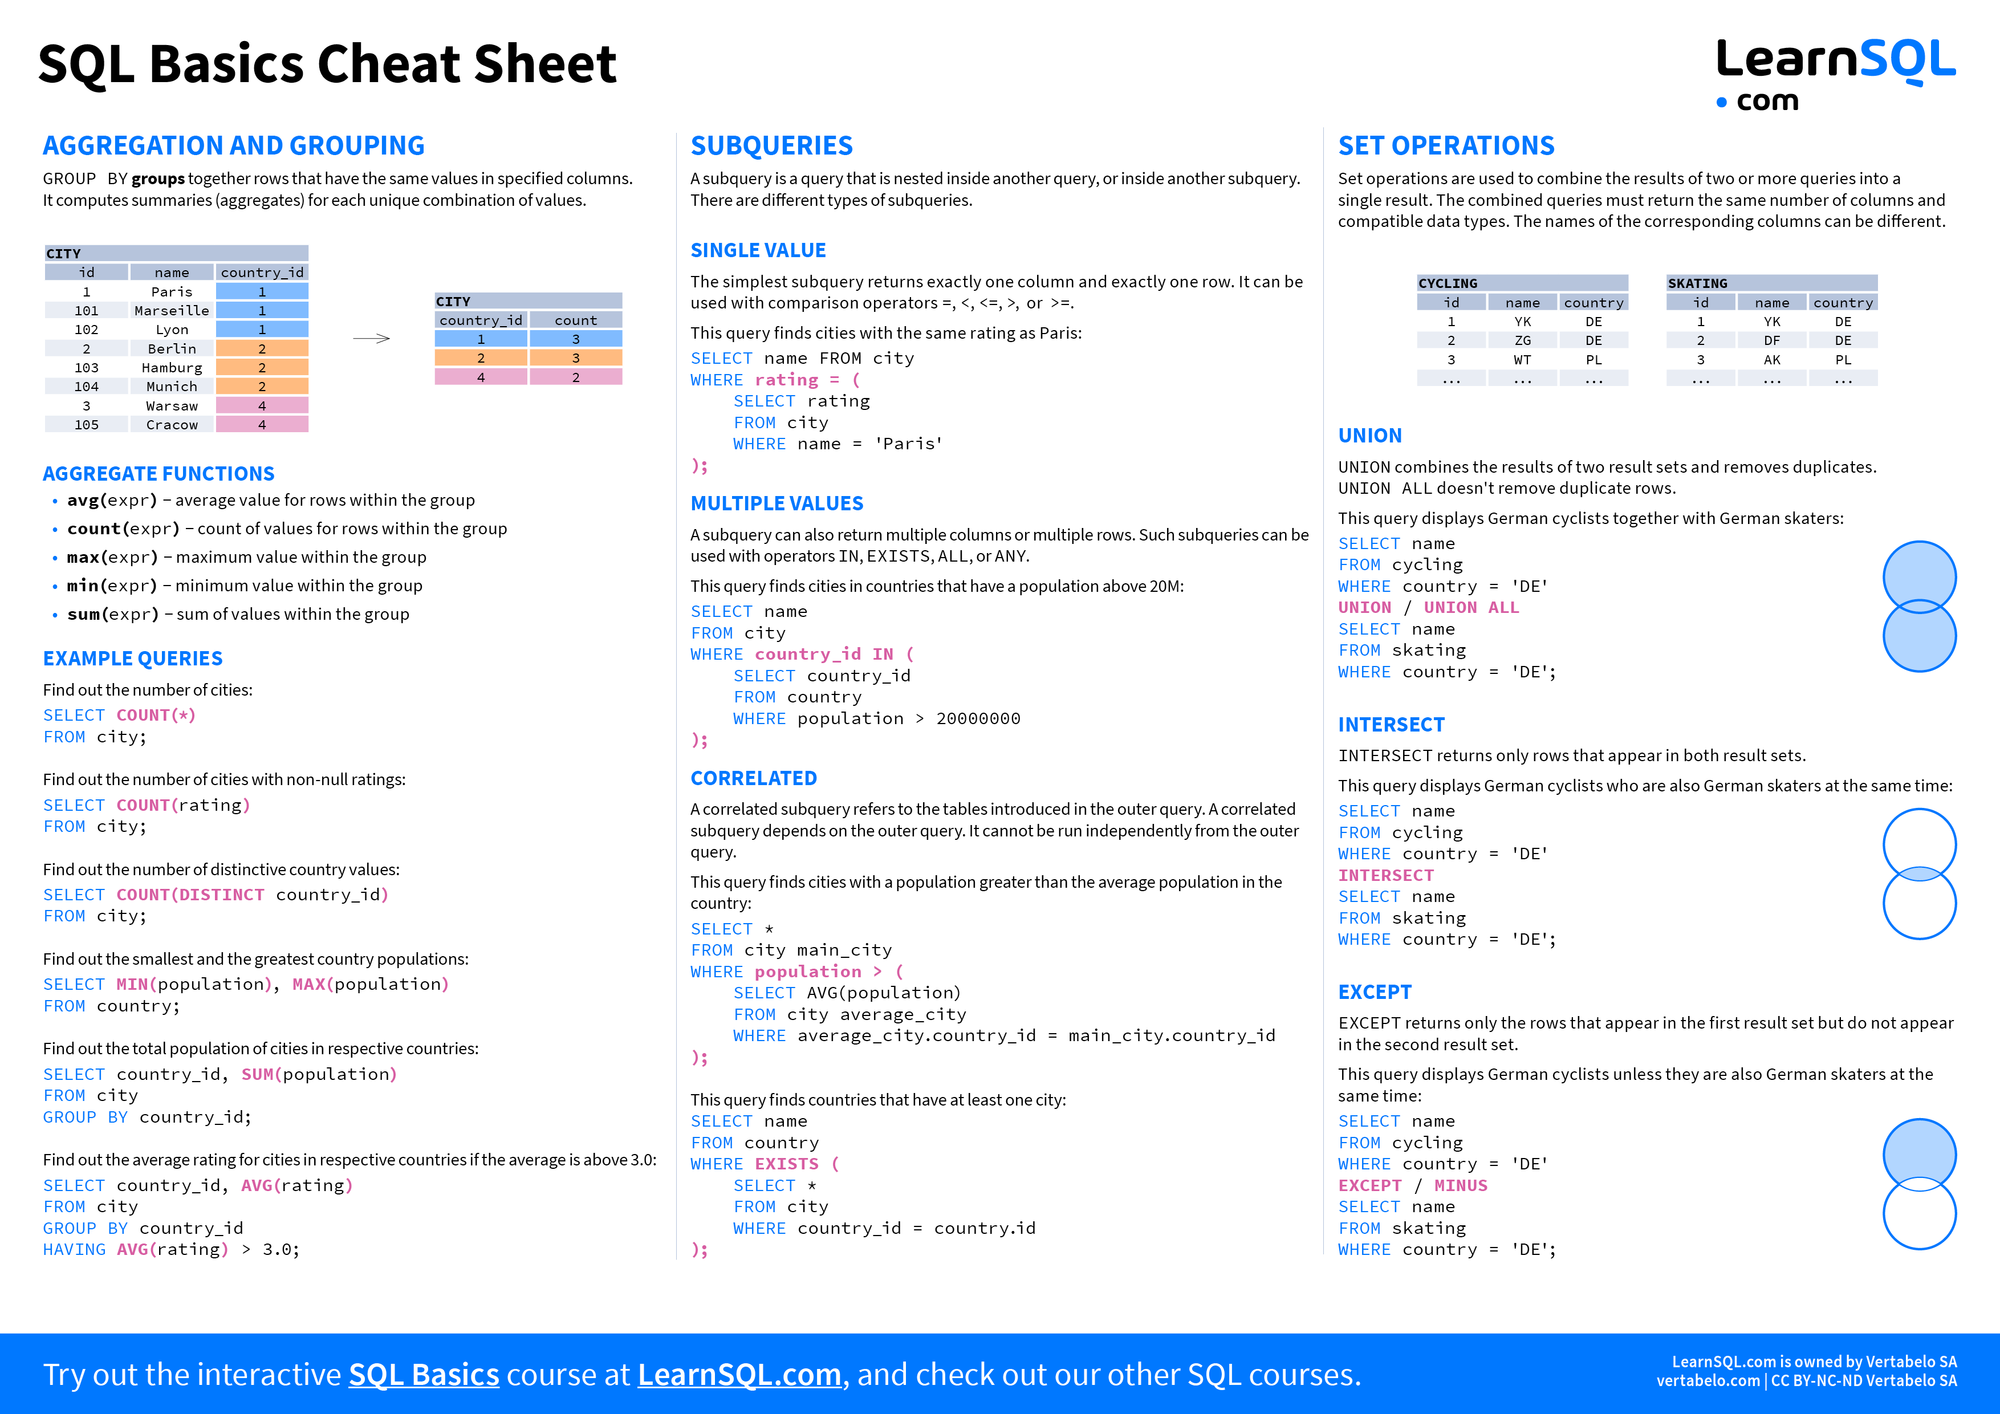 SQL Basics Cheat Sheet
LearnSQL
• com
AGGREGATION AND GROUPING
GROUP BY groups together rows that have the same values in specified columns.
It computes summaries (aggregates) for each unique combination of values.
CITY
id name country_id
1 Paris 1
101 Marseille 1
102 Lyon 1
2 Berlin 2
103 Hamburg 2
104 Munich 2
3 Warsaw 4
105 Cracow 4
CITY
country_id count
1 3
2 3
4 2
AGGREGATE FUNCTIONS
• avg(expr) − average value for rows within the group
• count(expr) − count of values for rows within the group
• max(expr) − maximum value within the group
• min(expr) − minimum value within the group
• sum(expr) − sum of values within the group
EXAMPLE QUERIES
Find out the number of cities:
SELECT COUNT(*)
FROM city;
Find out the number of cities with non-null ratings:
SELECT COUNT(rating)
FROM city;
Find out the number of distinctive country values:
SELECT COUNT(DISTINCT country_id)
FROM city;
Find out the smallest and the greatest country populations:
SELECT MIN(population), MAX(population)
FROM country;
Find out the total population of cities in respective countries:
SELECT country_id, SUM(population)
FROM city
GROUP BY country_id;
Find out the average rating for cities in respective countries if the average is above 3.0:
SELECT country_id, AVG(rating)
FROM city
GROUP BY country_id
HAVING AVG(rating) > 3.0;
SUBQUERIES
A subquery is a query that is nested inside another query, or inside another subquery.
There are different types of subqueries.
SINGLE VALUE
The simplest subquery returns exactly one column and exactly one row. It can be
used with comparison operators =, <, <=, >, or >=.
This query finds cities with the same rating as Paris:
SELECT name FROM city
WHERE rating = (
SELECT rating
FROM city
WHERE name = 'Paris'
);
MULTIPLE VALUES
A subquery can also return multiple columns or multiple rows. Such subqueries can be
used with operators IN, EXISTS, ALL, or ANY.
This query finds cities in countries that have a population above 20M:
SELECT name
FROM city
WHERE country_id IN (
SELECT country_id
FROM country
WHERE population > 20000000
);
CORRELATED
A correlated subquery refers to the tables introduced in the outer query. A correlated
subquery depends on the outer query. It cannot be run independently from the outer
query.
This query finds cities with a population greater than the average population in the
country:
SELECT *
FROM city main_city
WHERE population > (
SELECT AVG(population)
FROM city average_city
WHERE average_city.country_id = main_city.country_id
);
This query finds countries that have at least one city:
SELECT name
FROM country
WHERE EXISTS (
SELECT *
FROM city
WHERE country_id = country.id
);
SET OPERATIONS
Set operations are used to combine the results of two or more queries into a
single result. The combined queries must return the same number of columns and
compatible data types. The names of the corresponding columns can be different.
CYCLING
id name country
1 YK DE
2 ZG DE
3 WT PL
... ... ...
SKATING
id name country
1 YK DE
2 DF DE
3 AK PL
... ... ...
UNION
UNION combines the results of two result sets and removes duplicates.
UNION ALL doesn't remove duplicate rows.
This query displays German cyclists together with German skaters:
SELECT name
FROM cycling
WHERE country = 'DE'
UNION / UNION ALL
SELECT name
FROM skating
WHERE country = 'DE';
INTERSECT
INTERSECT returns only rows that appear in both result sets.
This query displays German cyclists who are also German skaters at the same time:
SELECT name
FROM cycling
WHERE country = 'DE'
INTERSECT
SELECT name
FROM skating
WHERE country = 'DE';
EXCEPT
EXCEPT returns only the rows that appear in the first result set but do not appear
in the second result set.
This query displays German cyclists unless they are also German skaters at the
same time:
SELECT name
FROM cycling
WHERE country = 'DE'
EXCEPT / MINUS
SELECT name
FROM skating
WHERE country = 'DE';
Try out the interactive SQL Basics course at LearnSQL.com, and check out our other SQL courses.
LearnSQL.com is owned by Vertabelo SA
vertabelo.com | CC BY-NC-ND Vertabelo SA